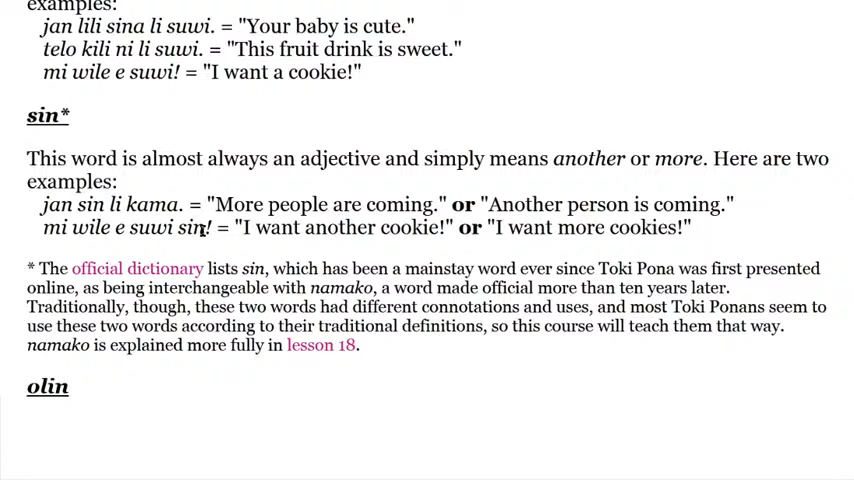 examples:
jan lili sina li suwi. = "Your baby is cute."
telo kili ni li suwi. = "This fruit drink is sweet."
mi wile e suwi! = "I want a cookie!"
sin*
This word is almost always an adjective and simply means another or more. Here are two
examples:
jan sin li kama. = "More people are coming." or "Another person is coming."
mi wile e suwi sin! = "I want another cookie!" or "I want more cookies!"
* The official dictionary lists sin, which has been a mainstay word ever since Toki Pona was first presented
online, as being interchangeable with namako, a word made official more than ten years later.
Traditionally, though, these two words had different connotations and uses, and most Toki Ponans seem to
use these two words according to their traditional definitions, so this course will teach them that way.
namako is explained more fully in lesson 18.
olin